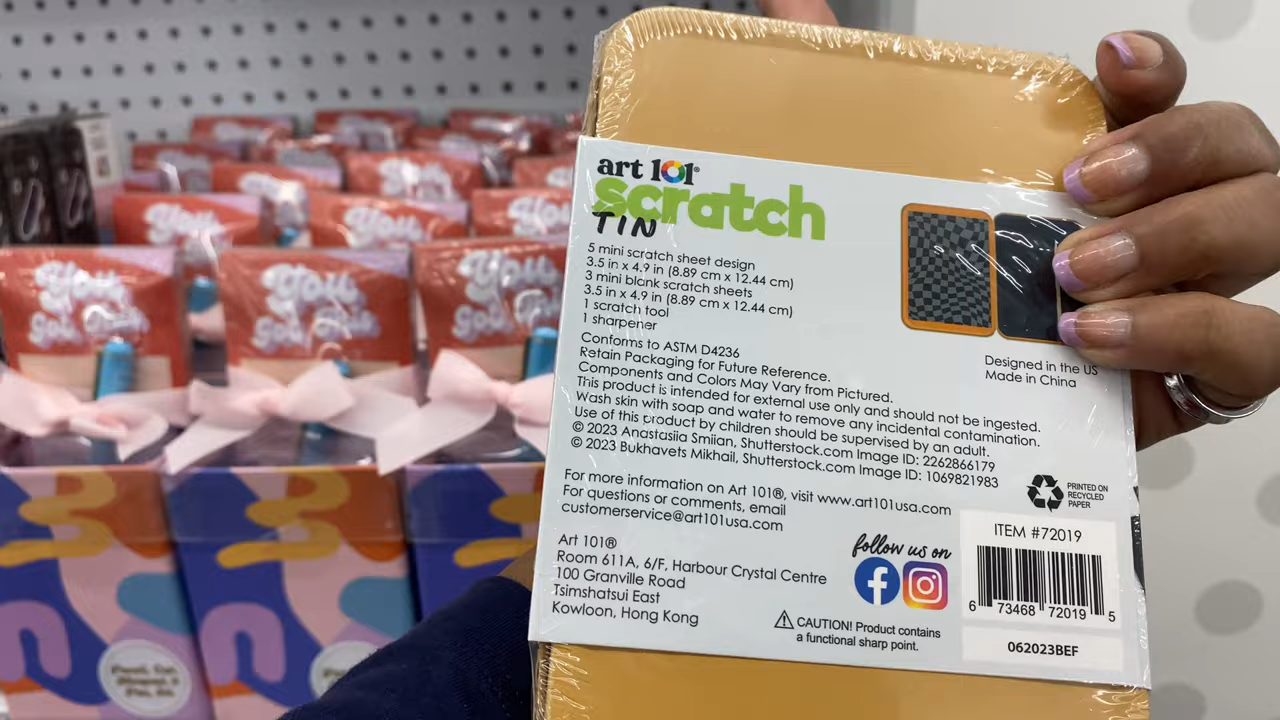 art 101®
scratch
TIN
5 mini scratch sheet design
3.5 in x 4.9 in (8.89 cm x 12.44 cm)
3 mini blank scratch sheets
3.5 in x 4.9 in (8.89 cm x 12.44 cm)
1 scratch tool
1 sharpener
Conforms to ASTM D4236
Retain Packaging for Future Reference.
Components and Colors May Vary from Pictured.
This product is intended for external use only and should not be ingested.
Wash skin with soap and water to remove any incidental contamination.
Use of this product by children should be supervised by an adult.
© 2023 Anastasiia Smiian, Shutterstock.com Image ID: 2262866179
© 2023 Bukhavets Mikhail, Shutterstock.com Image ID: 1069821983
Designed in the US
Made in China
For more information on Art 101®, visit www.art101usa.com
For questions or comments, email
customerservice@art101usa.com
PRINTED ON
RECYCLED
PAPER
Art 101®
Room 611A, 6/F, Harbour Crystal Centre
100 Granville Road
Tsimshatsui East
Kowloon, Hong Kong
follow us on
CAUTION! Product contains
a functional sharp point.
ITEM #72019
6 73468 72019 5
062023BEF
You
You
You